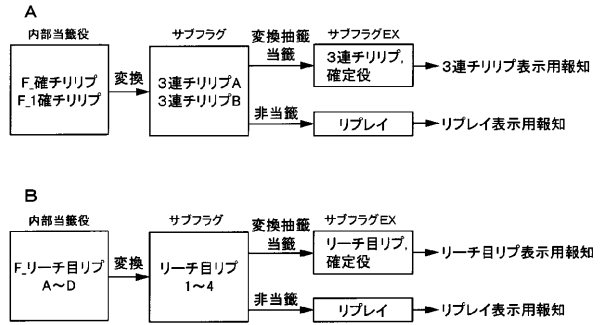 A
内部当籤役
サブフラグ
変換抽籤
当籤
サブフラグEX
F_確チリリプ
F_1確チリリプ
変換
3連チリリプA
3連チリリプB
3連チリリプ,
確定役
3連チリリプ表示用報知
非当籤
リプレイ
リプレイ表示用報知
B
内部当籤役
サブフラグ
変換抽籤
当籤
サブフラグEX
F_リーチ目リプ
A～D
変換
リーチ目リプ
1～4
リーチ目リプ,
確定役
リーチ目リプ表示用報知
非当籤
リプレイ
リプレイ表示用報知